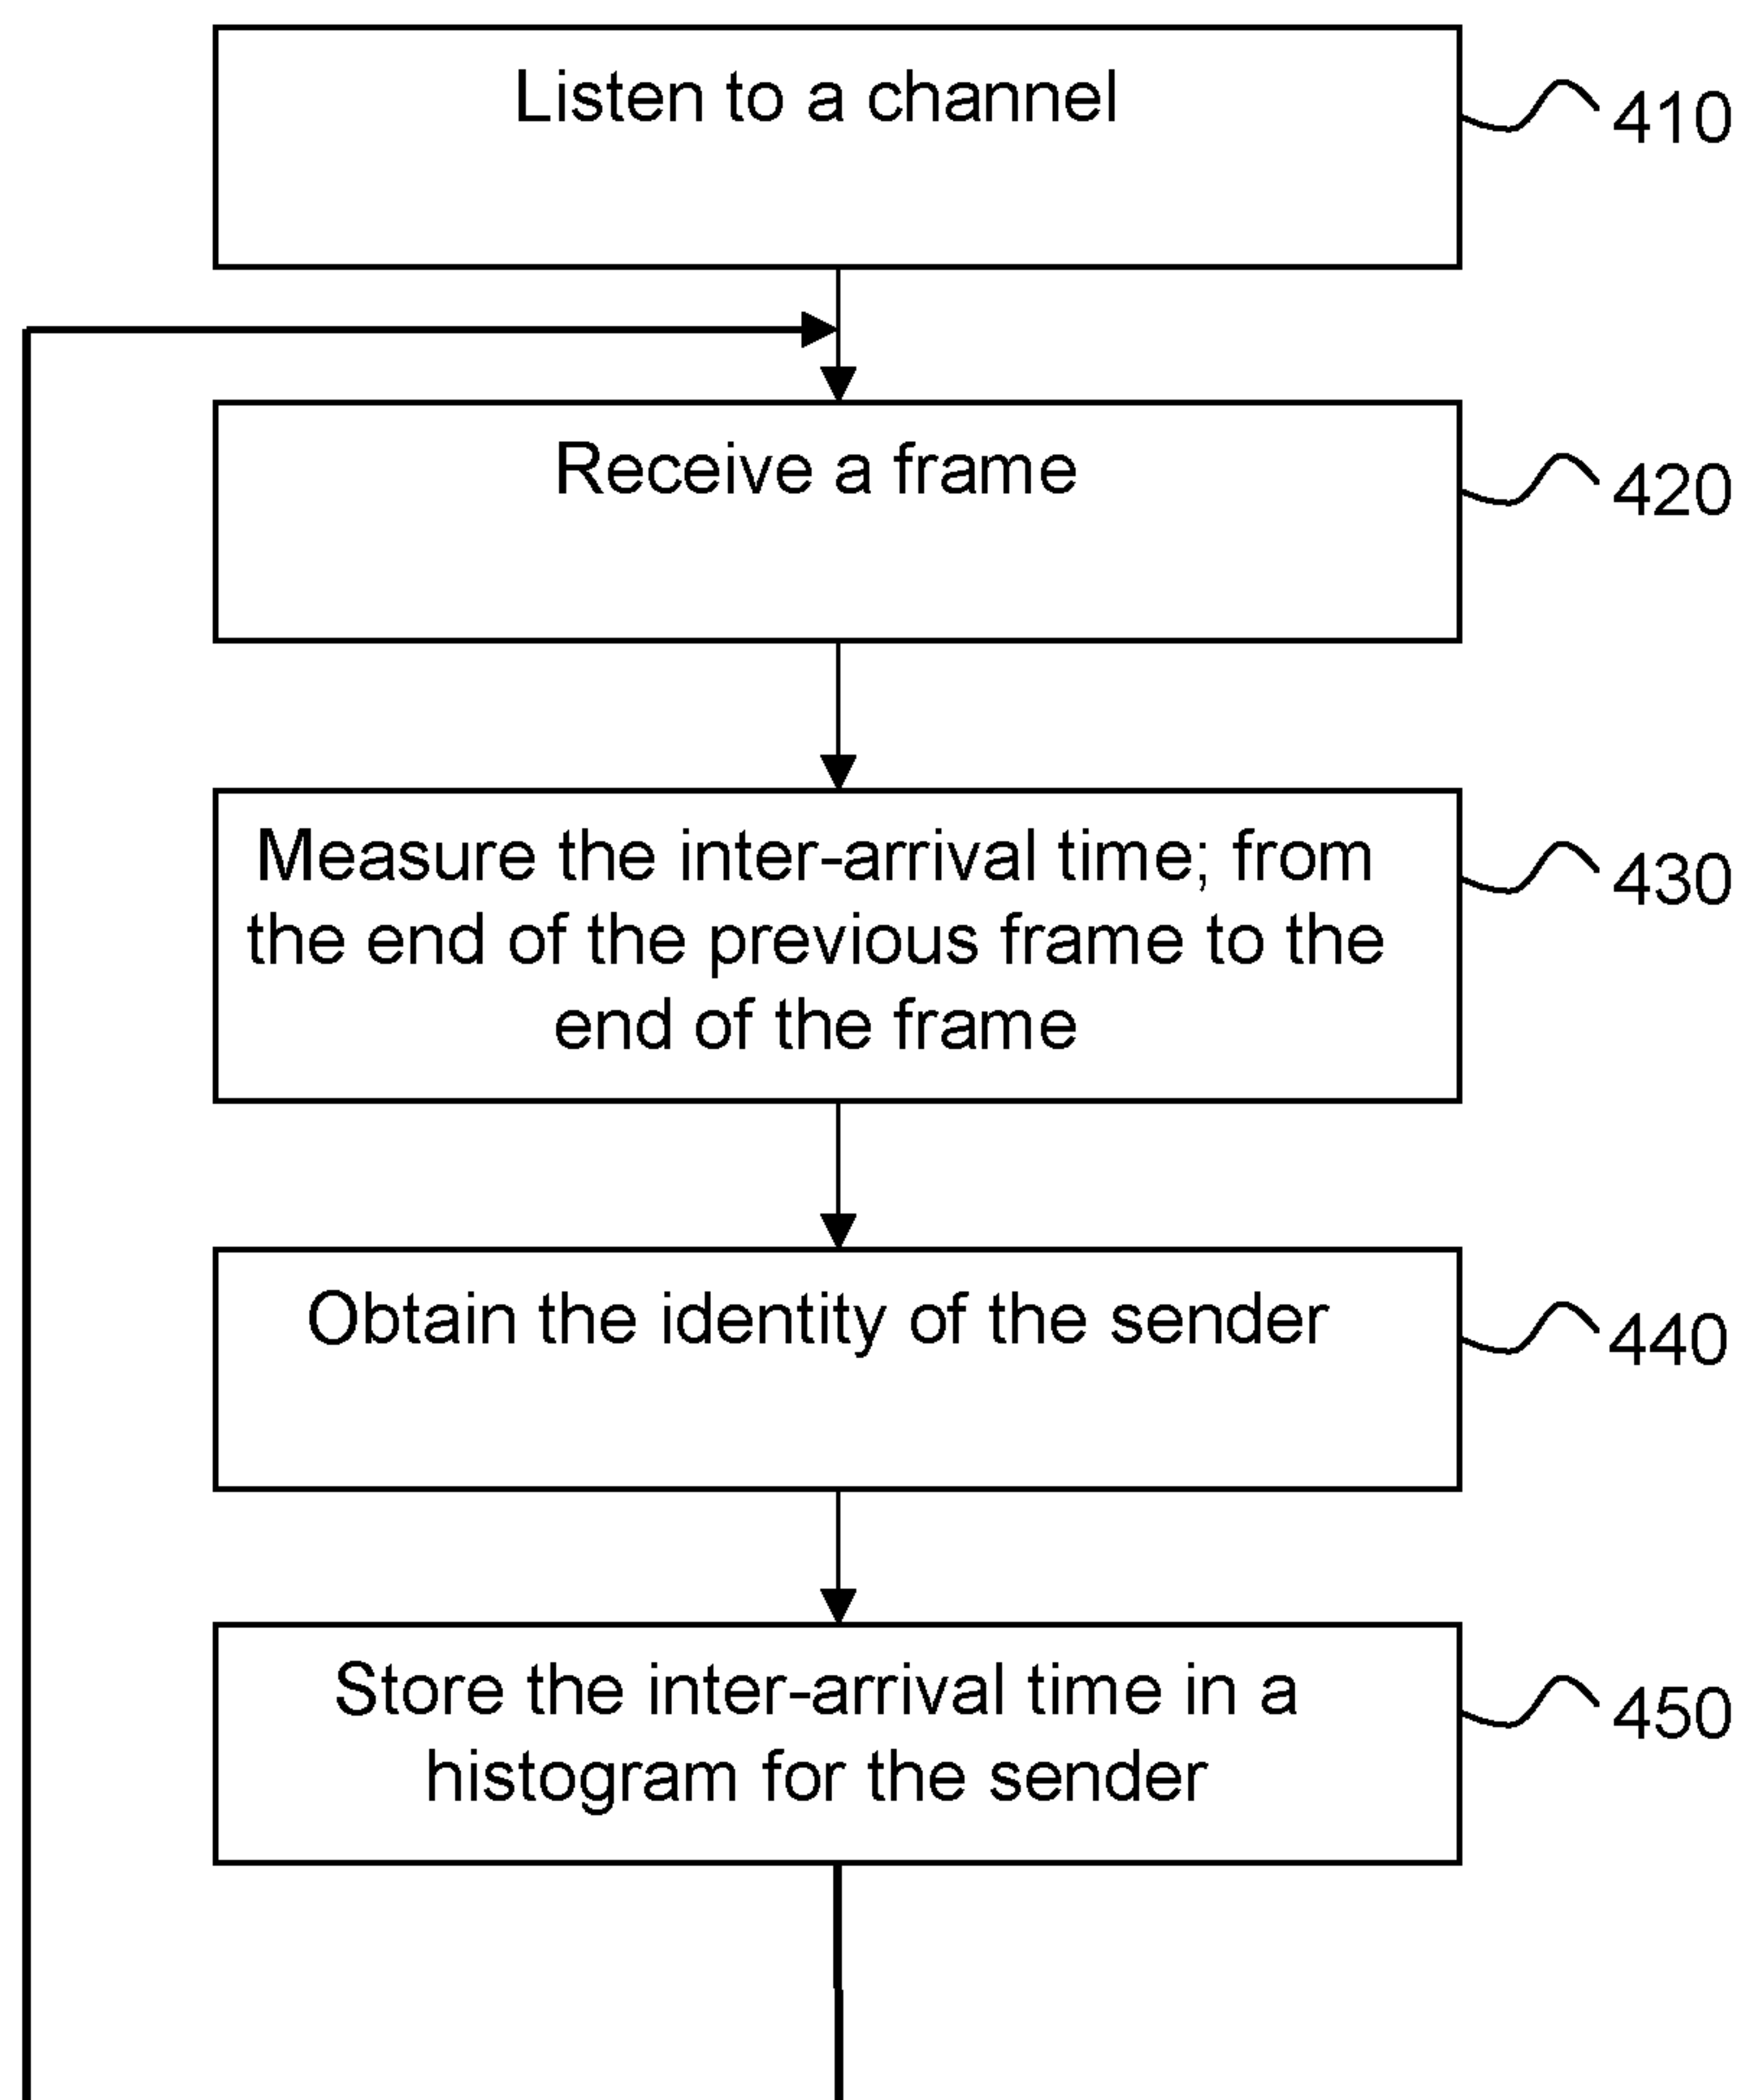 Listen to a channel
410
Receive a frame
420
Measure the inter-arrival time; from
the end of the previous frame to the
end of the frame
430
Obtain the identity of the sender
440
Store the inter-arrival time in a
histogram for the sender
450